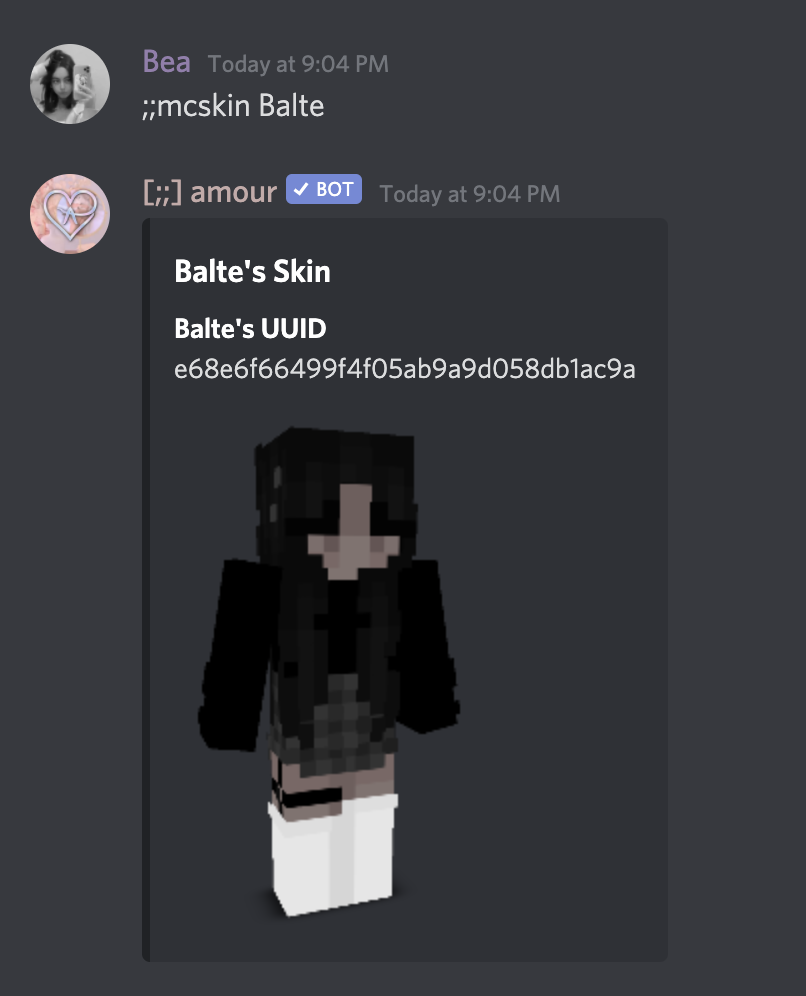 Bea Today at 9:04 PM
;;mcskin Balte
[;;] amour ✓ BOT Today at 9:04 PM
Balte's Skin
Balte's UUID
e68e6f66499f4f05ab9a9d058db1ac9a